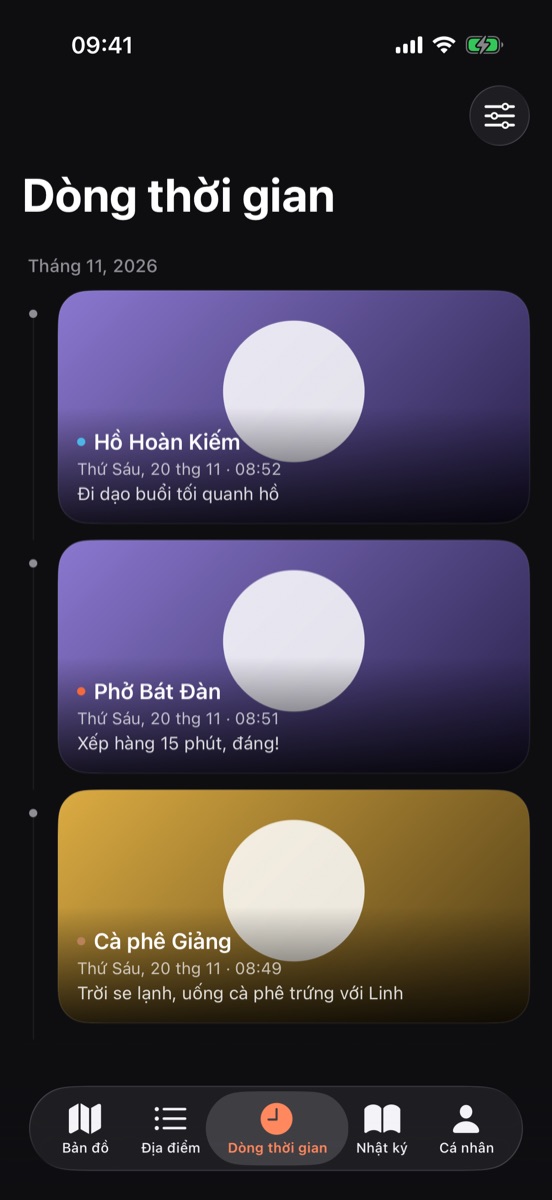 09:41
Dòng thời gian
Tháng 11, 2026
Hồ Hoàn Kiếm
Thứ Sáu, 20 thg 11 · 08:52
Đi dạo buổi tối quanh hồ
Phở Bát Đàn
Thứ Sáu, 20 thg 11 · 08:51
Xếp hàng 15 phút, đáng!
Cà phê Giảng
Thứ Sáu, 20 thg 11 · 08:49
Trời se lạnh, uống cà phê trứng với Linh
Bản đồ
Địa điểm
Dòng thời gian
Nhật ký
Cá nhân